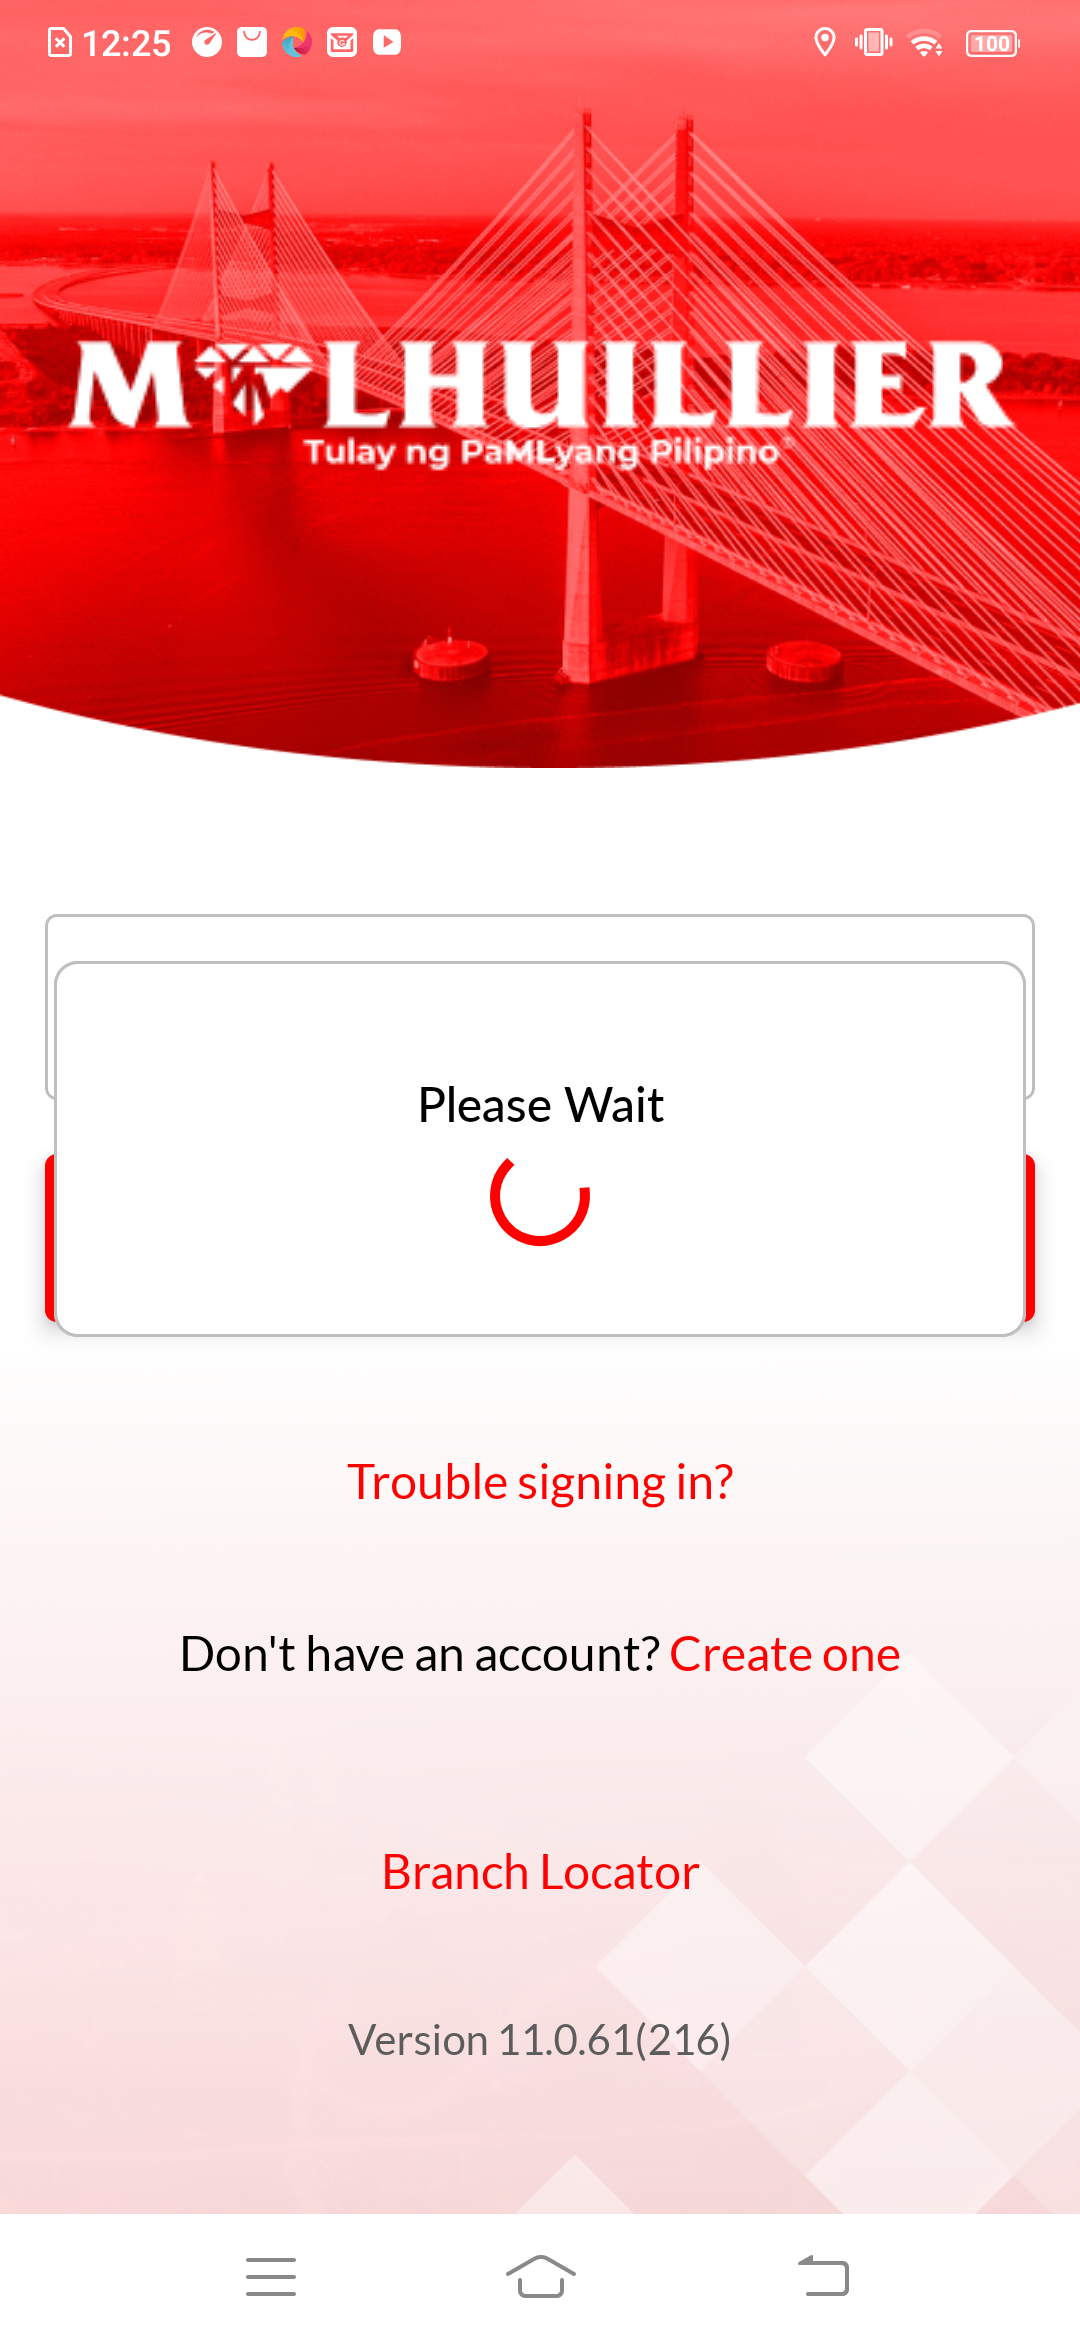 12:25
100
M LHUILLIER
Tulay ng PaMLyang Pilipino
Please Wait
Trouble signing in?
Don't have an account? Create one
Branch Locator
Version 11.0.61(216)